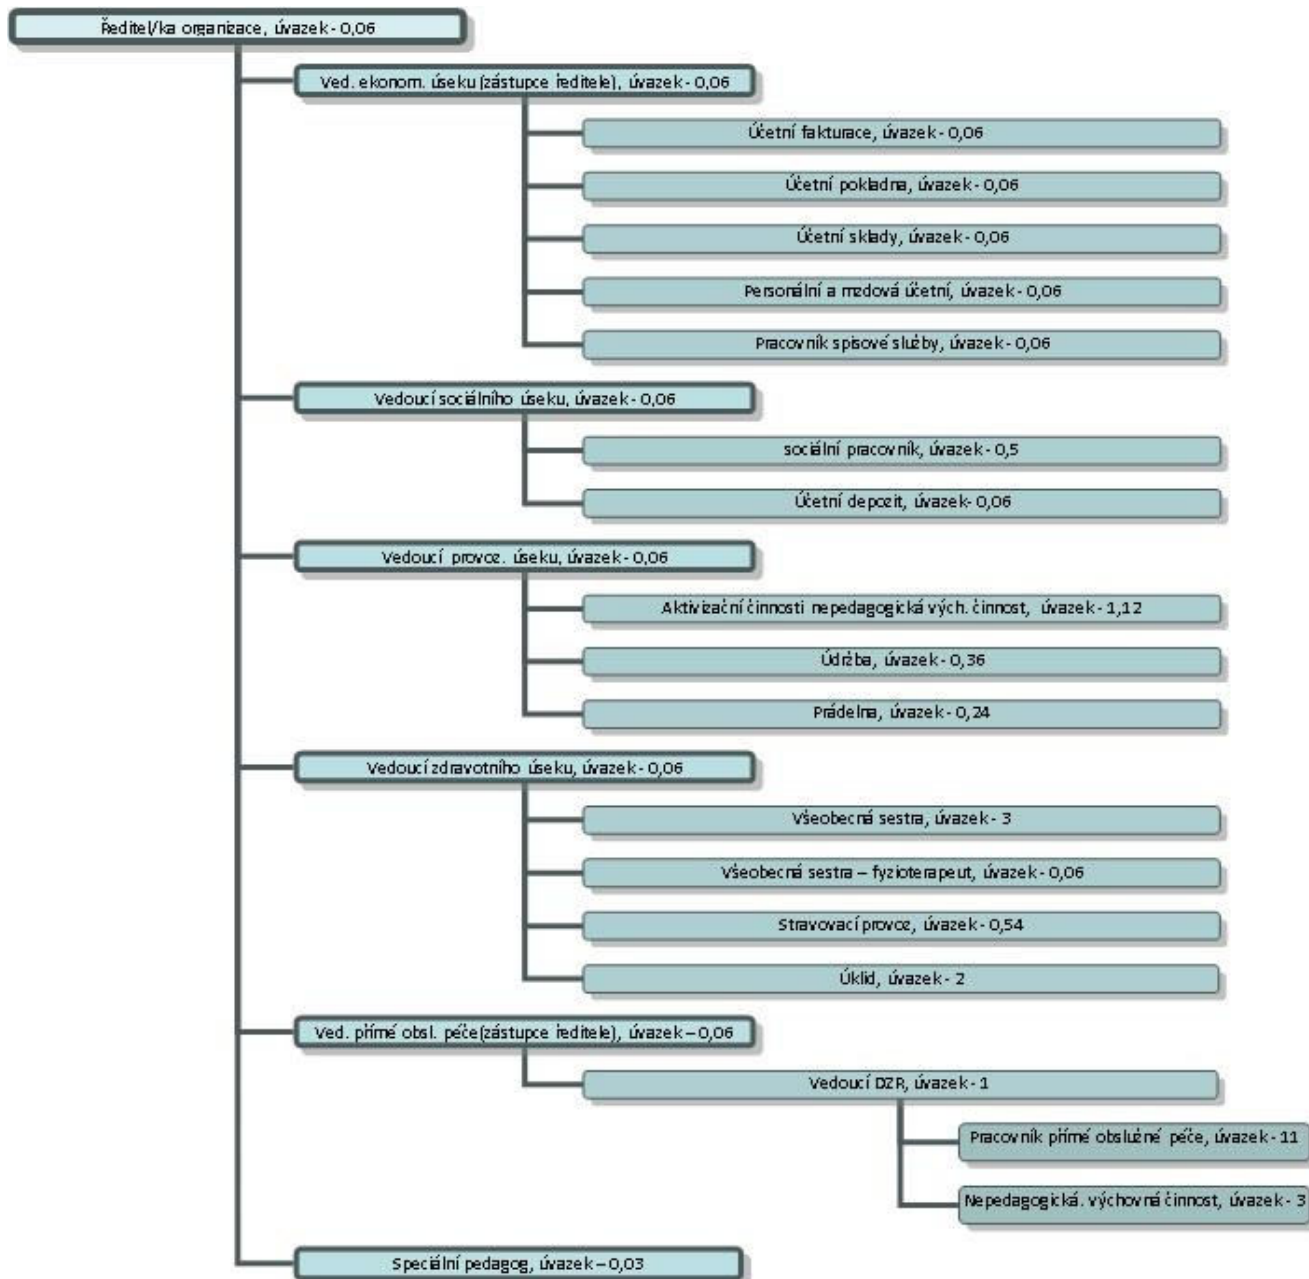 Ředitel/ka organizace, úvazek - 0,06
Ved. ekonom. úseku (zástupce ředitele), úvazek - 0,06
Účetní fakturace, úvazek - 0,06
Účetní pokladna, úvazek - 0,06
Účetní sklady, úvazek - 0,06
Personální a mzdová účetní, úvazek - 0,06
Pracovník spisové služby, úvazek - 0,06
Vedoucí sociálního úseku, úvazek - 0,06
sociální pracovník, úvazek - 0,5
Účetní depozit, úvazek- 0,06
Vedoucí provoz. úseku, úvazek - 0,06
Aktivizační činnosti nepedagogická vých. činnost, úvazek - 1,12
Údržba, úvazek - 0,36
Prádelna, úvazek - 0,24
Vedoucí zdravotního úseku, úvazek - 0,06
Všeobecná sestra, úvazek - 3
Všeobecná sestra – fyzioterapeut, úvazek - 0,06
Stravovací provoz, úvazek - 0,54
Úklid, úvazek - 2
Ved. přímé obsl. péče(zástupce ředitele), úvazek – 0,06
Vedoucí DZR, úvazek - 1
Pracovník přímé obslužné péče, úvazek - 11
Nepedagogická. výchovná činnost, úvazek - 3
Speciální pedagog, úvazek – 0,03